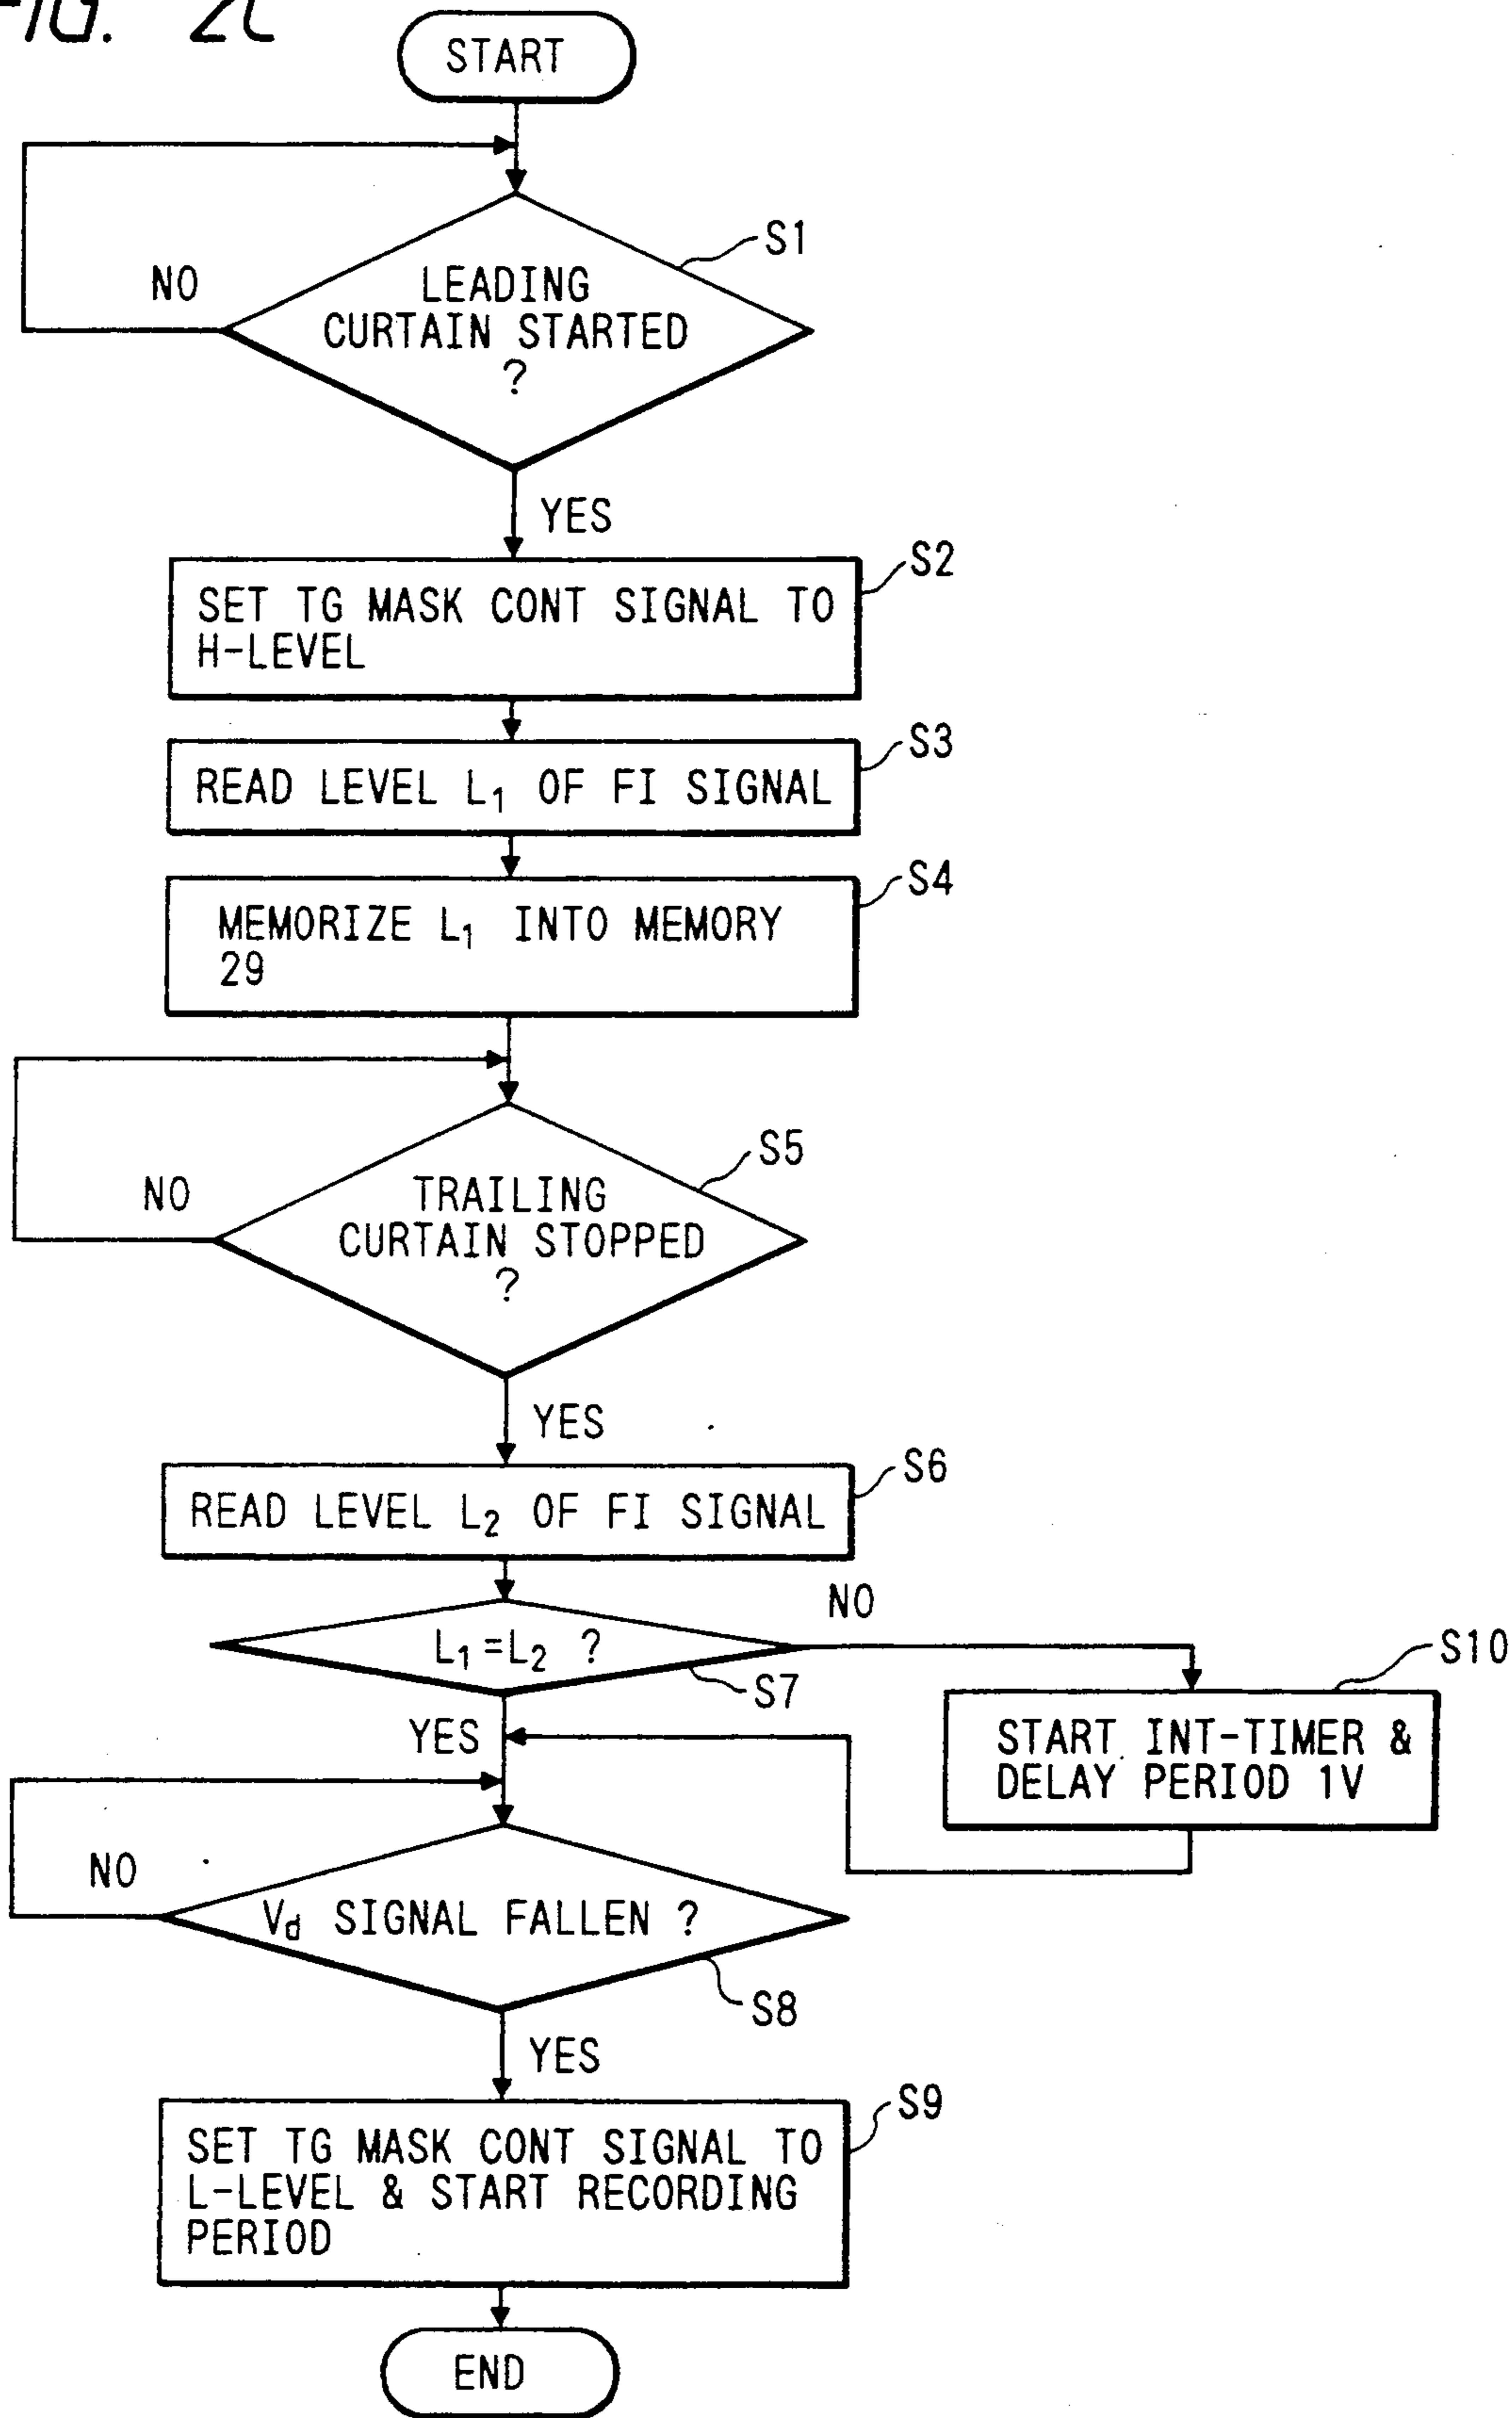 FIG. 2C
START
S1
NO
LEADING
CURTAIN STARTED
?
YES
S2
SET TG MASK CONT SIGNAL TO
H-LEVEL
S3
READ LEVEL L1 OF FI SIGNAL
S4
MEMORIZE L1 INTO MEMORY
29
S5
NO
TRAILING
CURTAIN STOPPED
?
YES
S6
READ LEVEL L2 OF FI SIGNAL
NO
L1=L2 ?
S7
S10
YES
START INT-TIMER &
DELAY PERIOD 1V
NO
Vd SIGNAL FALLEN ?
S8
YES
S9
SET TG MASK CONT SIGNAL TO
L-LEVEL & START RECORDING
PERIOD
END